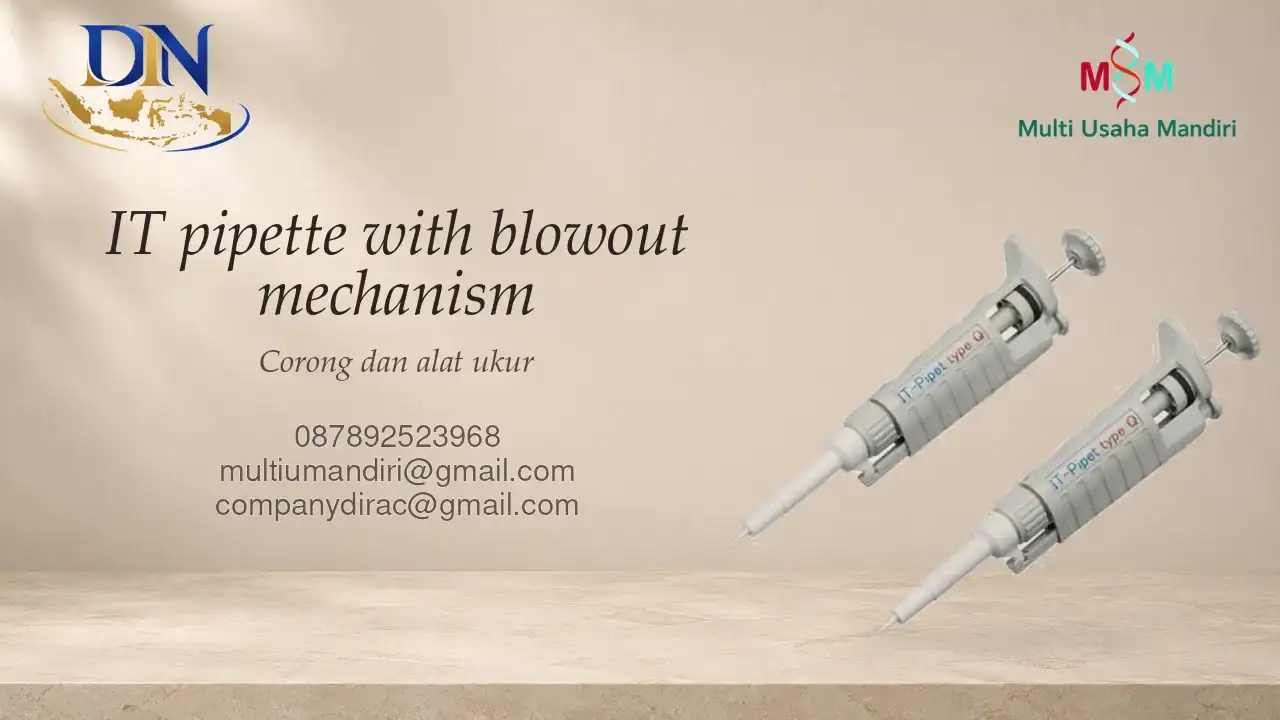 DIN
MSM
Multi Usaha Mandiri
IT pipette with blowout
mechanism
Corong dan alat ukur
087892523968
multiumandiri@gmail.com
companydirac@gmail.com
IT-Pipet type Q
IT-Pipet type Q